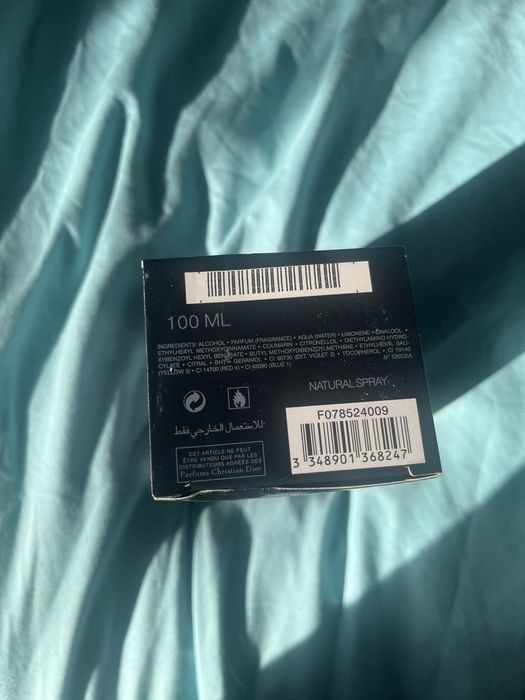 100 ML
INGREDIENTS: ALCOHOL • PARFUM (FRAGRANCE) • AQUA (WATER) • LIMONENE • LINALOOL •
ETHYLHEXYL METHOXYCINNAMATE • COUMARIN • CITRONELLOL • DIETHYLAMINO HYDRO
XYBENZOYL HEXYL BENZOATE • BUTYL METHOXYDIBENZOYLMETHANE • ETHYLHEXYL SALI-
CYLATE • CITRAL • BHT • GERANIOL • CI 60730 (EXT. VIOLET 2) • TOCOPHEROL • CI 19140
(YELLOW 5) • CI 14700 (RED 4) • CI 42090 (BLUE 1). N° 12053/A
NATURAL SPRAY
للاستعمال الخارجي فقط
CET ARTICLE NE PEUT
ÊTRE VENDU QUE PAR LES
DISTRIBUTEURS AGRÉÉS DES
Parfums Christian Dior
F078524009
3 348901 368247